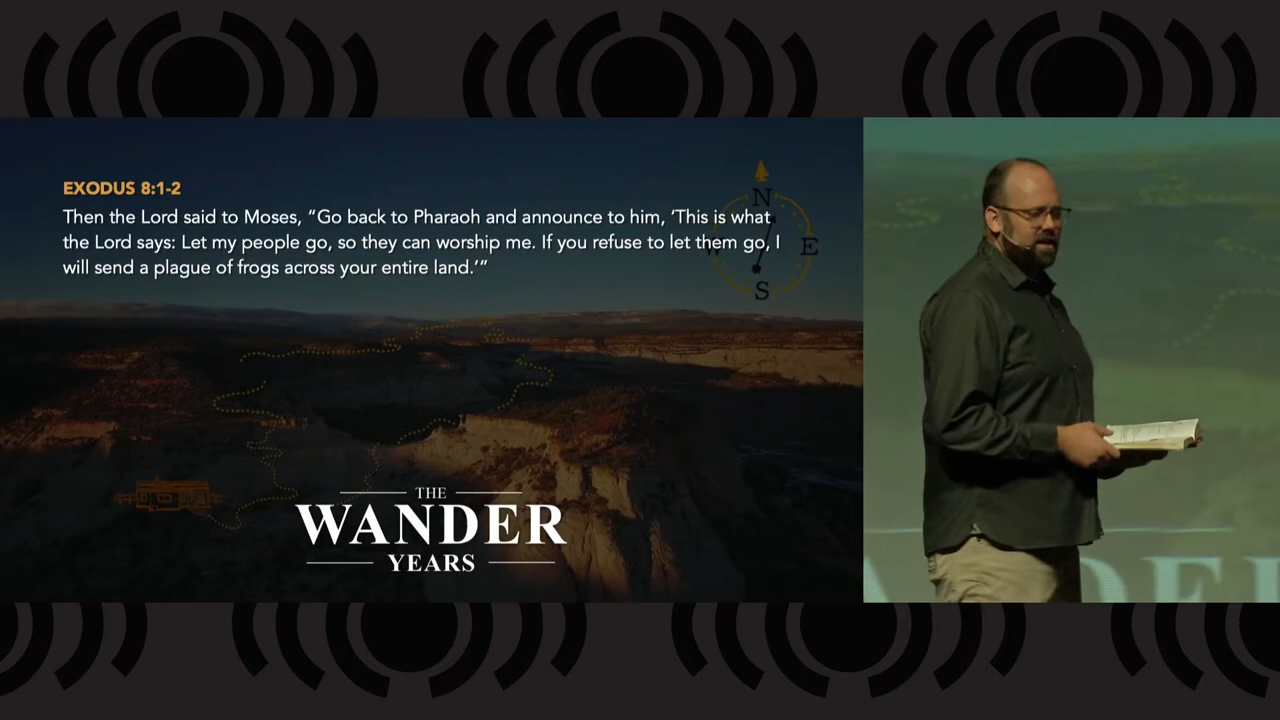 EXODUS 8:1-2
Then the Lord said to Moses, “Go back to Pharaoh and announce to him, ‘This is what
the Lord says: Let my people go, so they can worship me. If you refuse to let them go, I
will send a plague of frogs across your entire land.’”
N
W E
S
THE
WANDER
YEARS